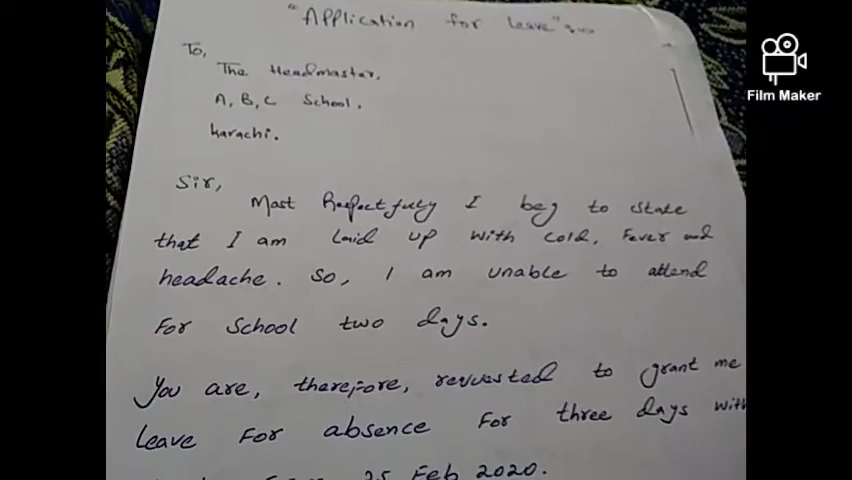 "Application for leave":-
To,
The Headmaster,
A, B, C School.
Karachi.
Sir,
Most Respectfully I beg to state
that I am laid up with cold, Fever and
headache. So, I am unable to attend
For School two days.
You are, therefore, requested to grant me
leave For absence For three days with
25 Feb 2020.
Film Maker